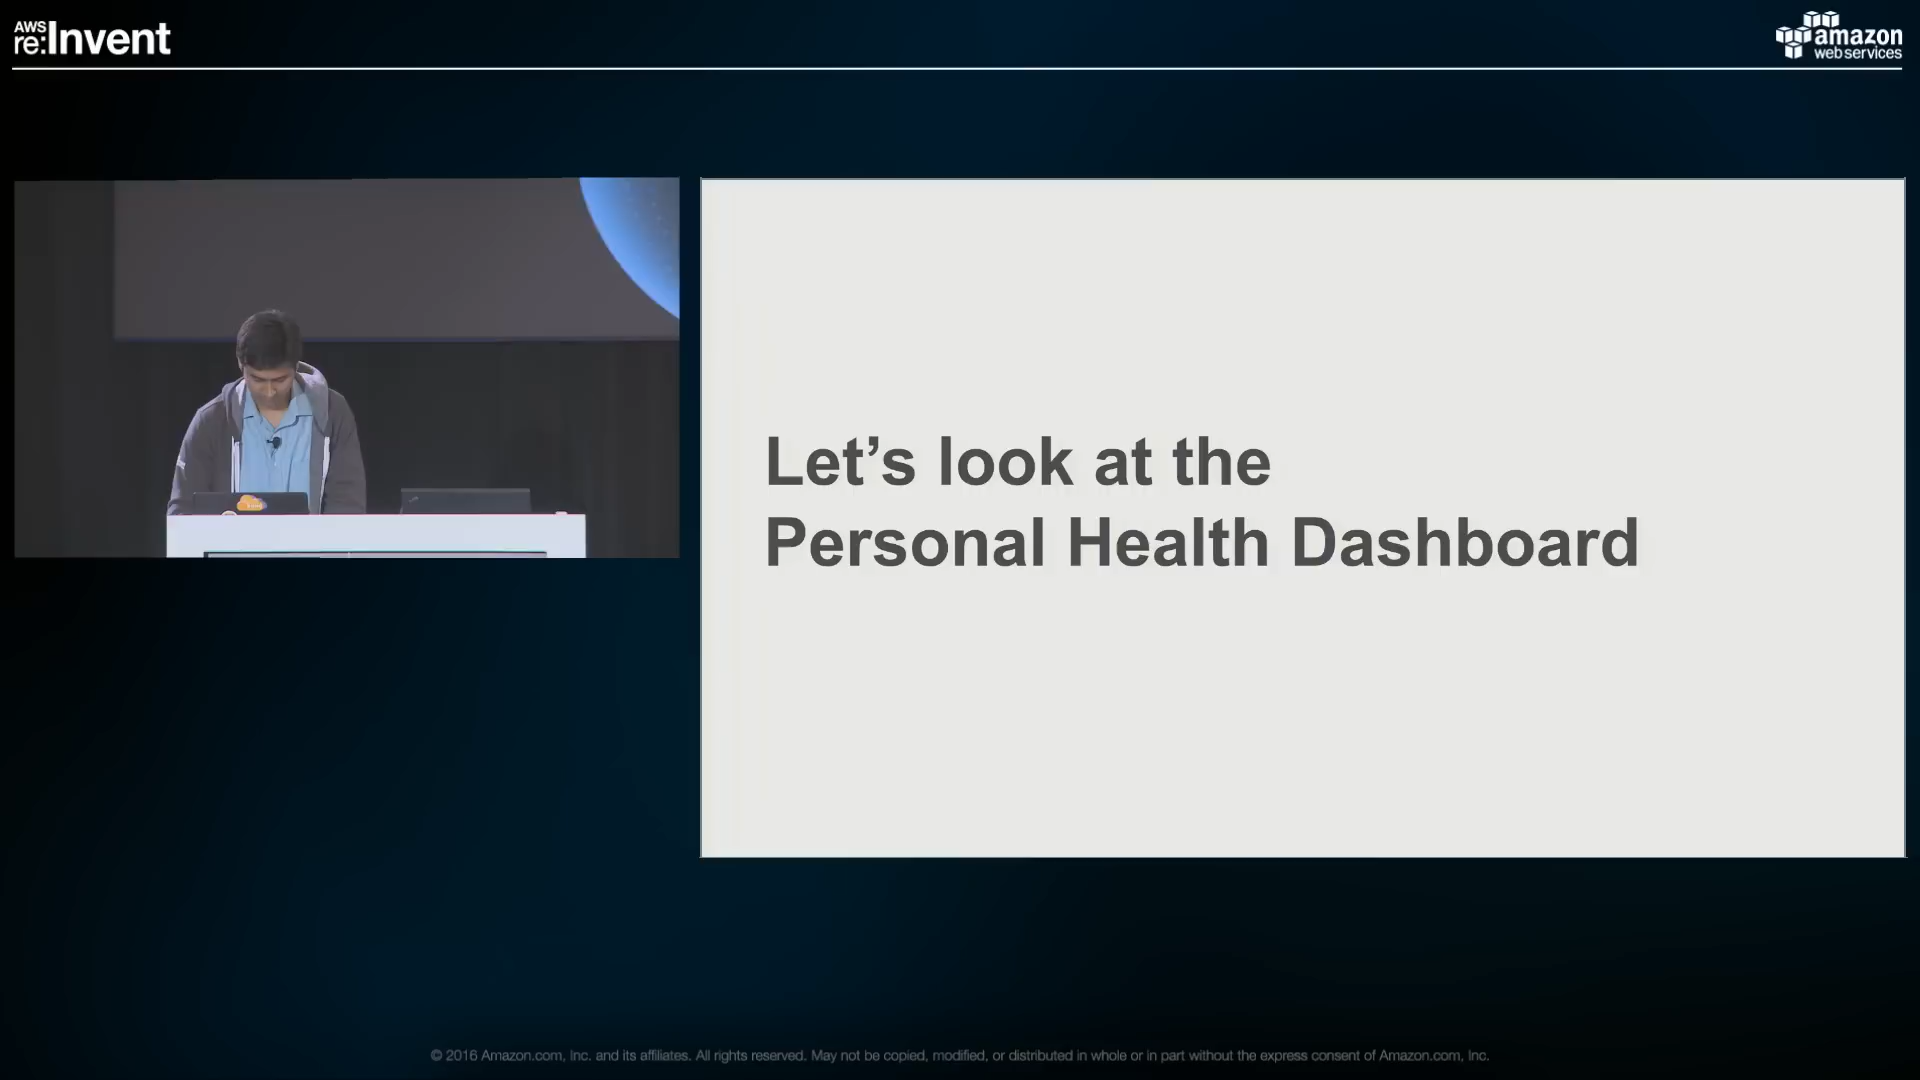 AWS
re:Invent
amazon
web services
Let’s look at the
Personal Health Dashboard
© 2016 Amazon.com, Inc. and its affiliates. All rights reserved. May not be copied, modified, or distributed in whole or in part without the express consent of Amazon.com, Inc.